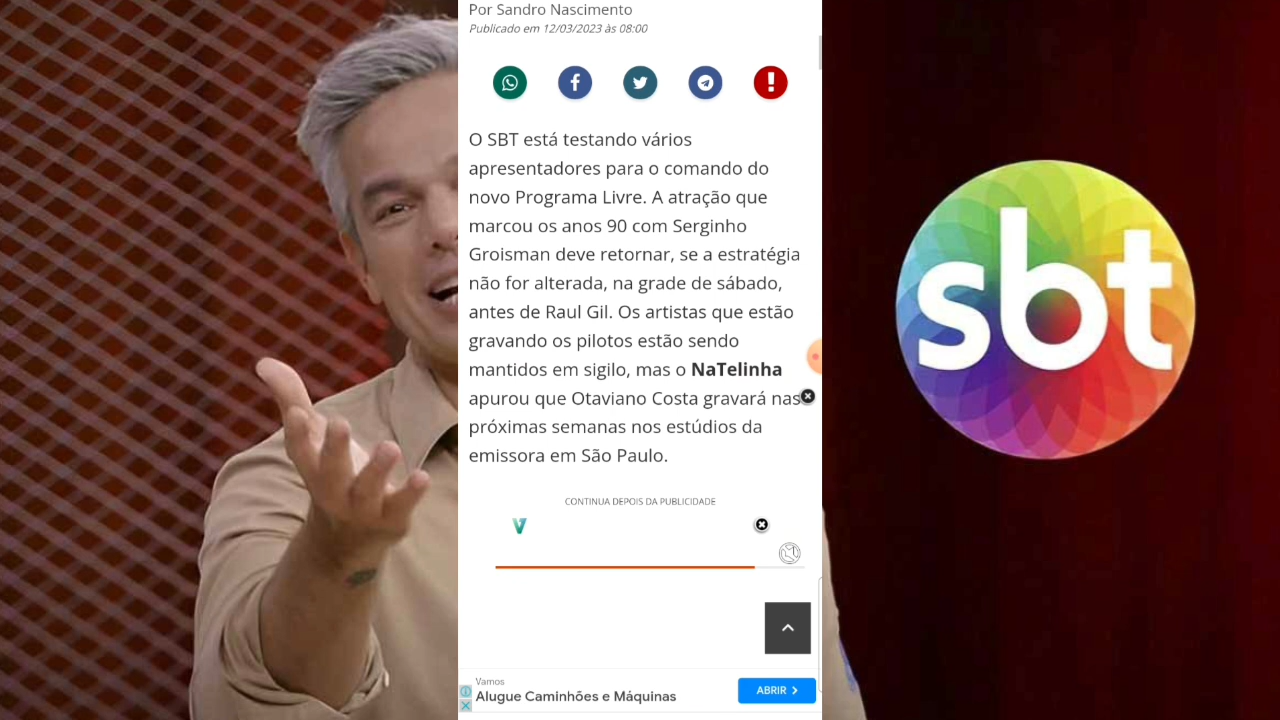 Por Sandro Nascimento
Publicado em 12/03/2023 às 08:00
O SBT está testando vários
apresentadores para o comando do
novo Programa Livre. A atração que
marcou os anos 90 com Serginho
Groisman deve retornar, se a estratégia
não for alterada, na grade de sábado,
antes de Raul Gil. Os artistas que estão
gravando os pilotos estão sendo
mantidos em sigilo, mas o NaTelinha
apurou que Otaviano Costa gravará nas
próximas semanas nos estúdios da
emissora em São Paulo.
CONTINUA DEPOIS DA PUBLICIDADE
Vamos
Alugue Caminhões e Máquinas
ABRIR
sbt